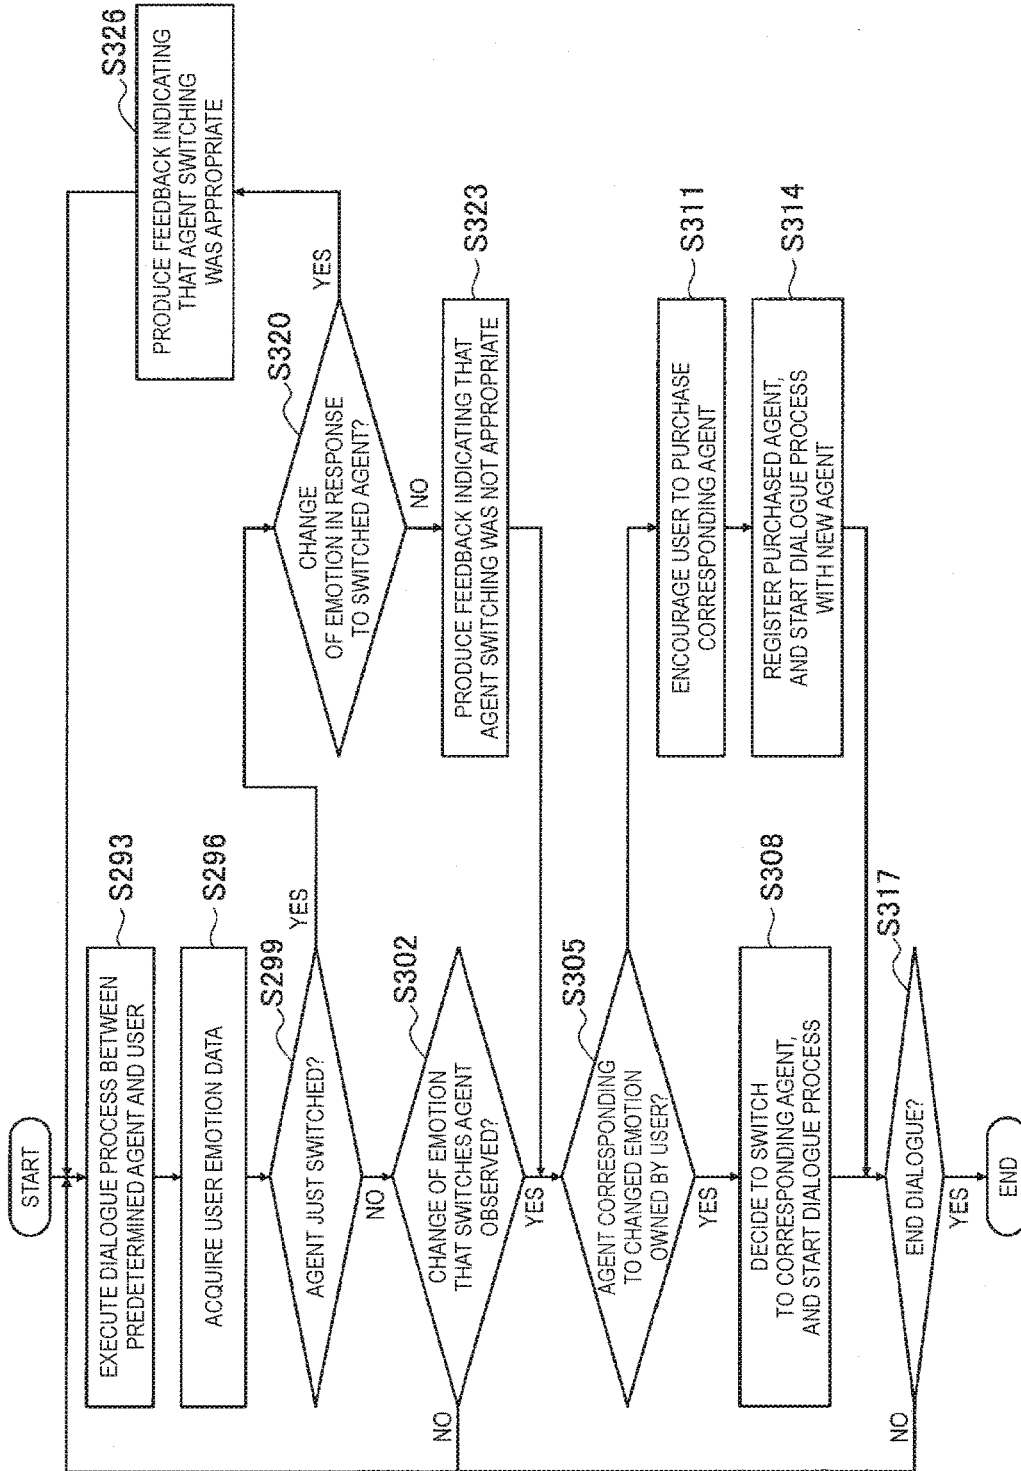 START
EXECUTE DIALOGUE PROCESS BETWEEN
PREDETERMINED AGENT AND USER
S293
ACQUIRE USER EMOTION DATA
S296
AGENT JUST SWITCHED?
S299
YES
NO
CHANGE OF EMOTION
THAT SWITCHES AGENT
OBSERVED?
S302
NO
YES
AGENT CORRESPONDING
TO CHANGED EMOTION
OWNED BY USER?
S305
YES
DECIDE TO SWITCH
TO CORRESPONDING AGENT,
AND START DIALOGUE PROCESS
S308
END DIALOGUE?
S317
NO
YES
END
CHANGE
OF EMOTION IN RESPONSE
TO SWITCHED AGENT?
S320
YES
NO
PRODUCE FEEDBACK INDICATING THAT
AGENT SWITCHING WAS NOT APPROPRIATE
S323
PRODUCE FEEDBACK INDICATING
THAT AGENT SWITCHING
WAS APPROPRIATE
S326
ENCOURAGE USER TO PURCHASE
CORRESPONDING AGENT
S311
REGISTER PURCHASED AGENT,
AND START DIALOGUE PROCESS
WITH NEW AGENT
S314